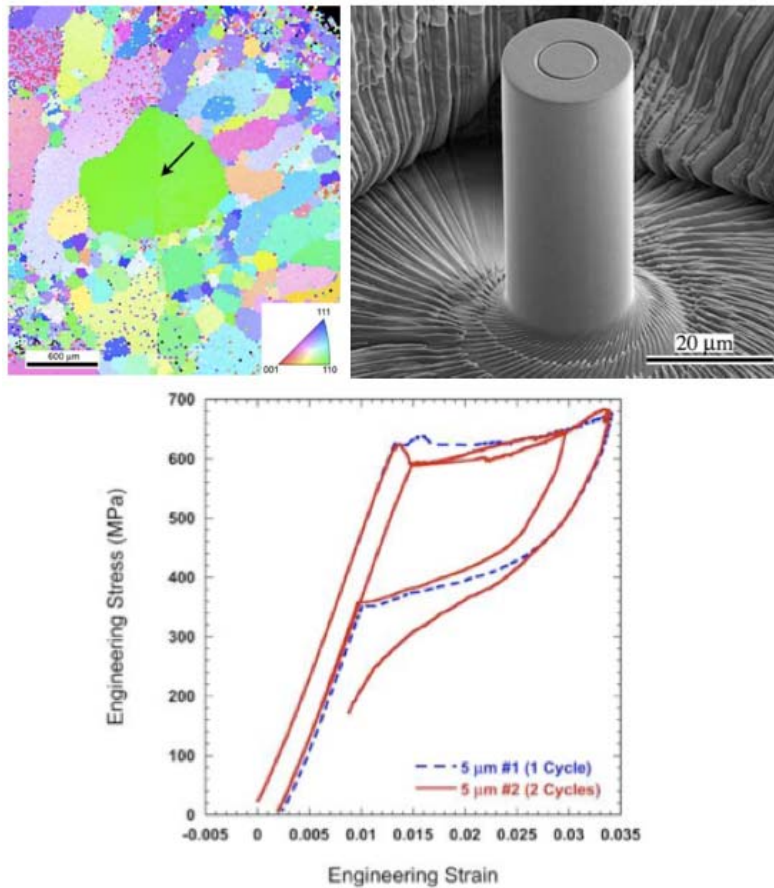 111
001
110
600 µm
20 µm
700
600
500
400
300
200
100
0
Engineering Stress (MPa)
5 µm #1 (1 Cycle)
5 µm #2 (2 Cycles)
-0.005 0 0.005 0.01 0.015 0.02 0.025 0.03 0.035
Engineering Strain